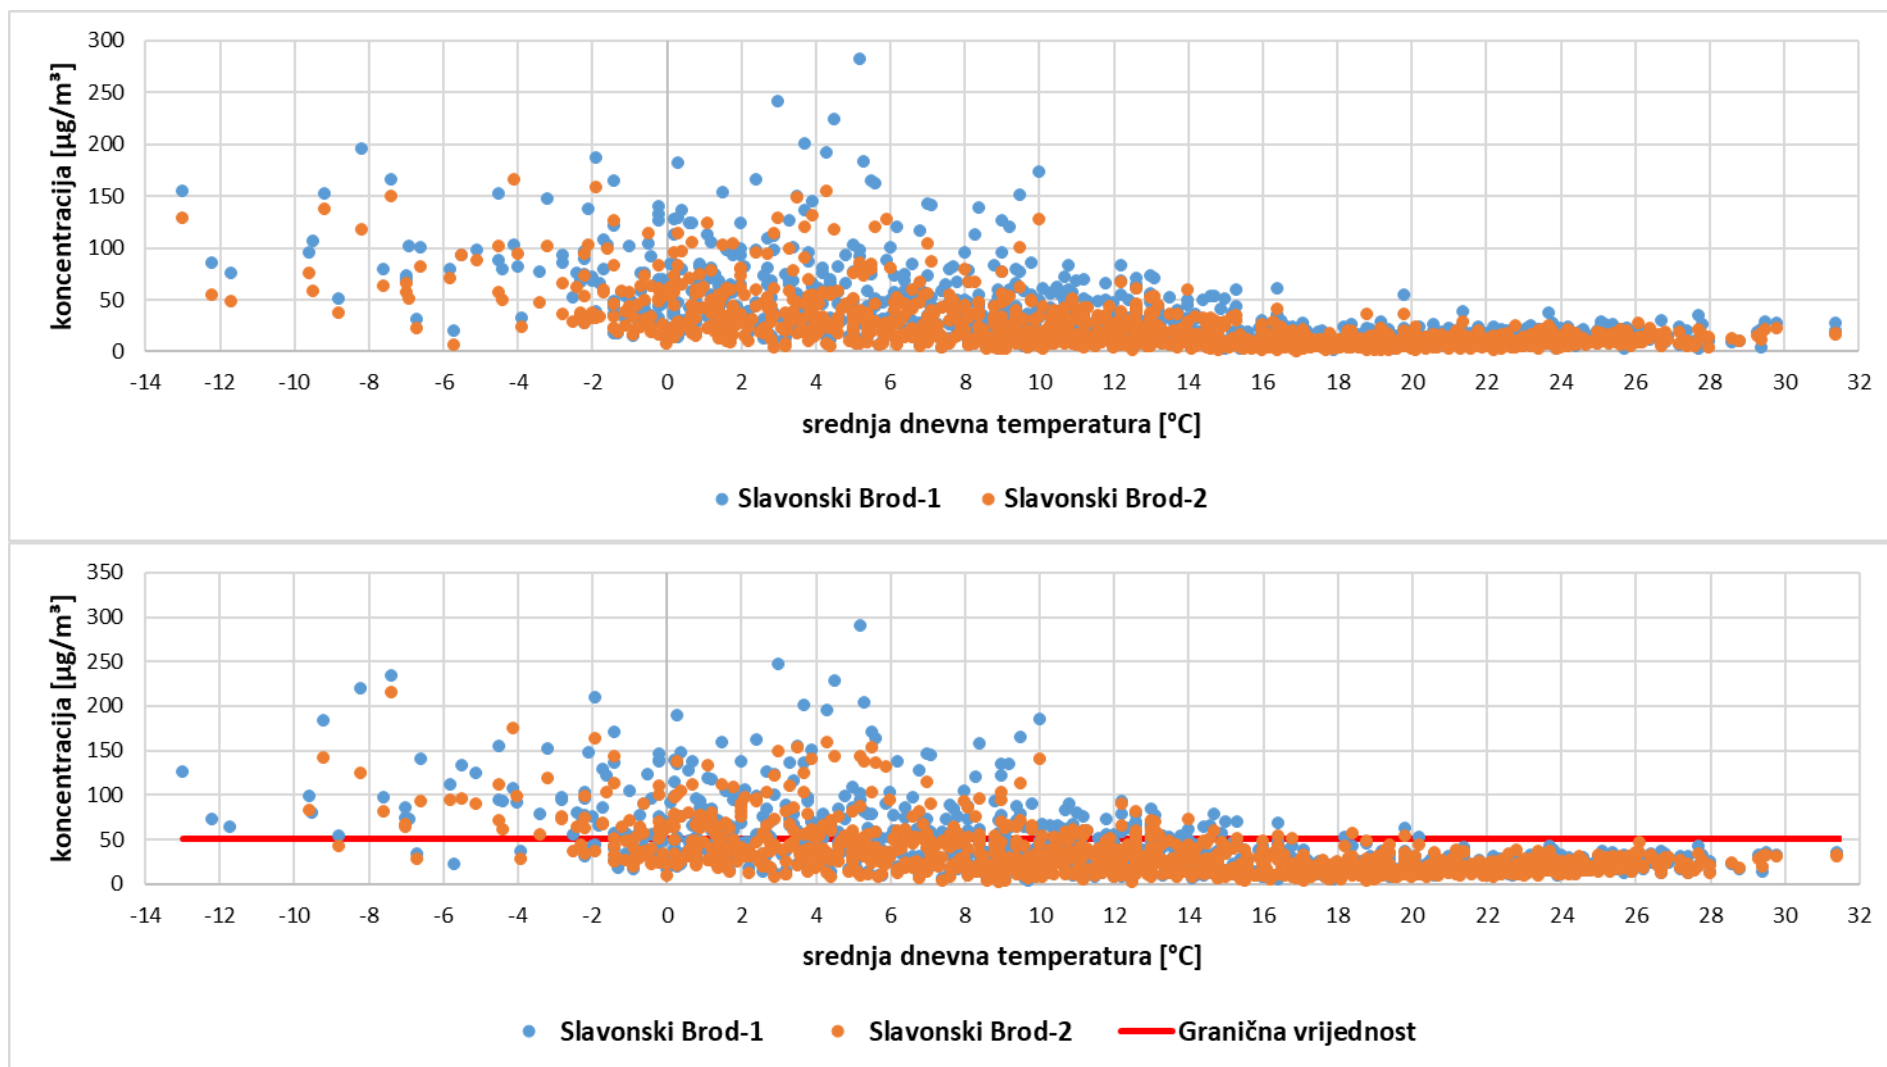 300
250
200
150
100
50
0
koncentracija [µg/m³]
-14 -12 -10 -8 -6 -4 -2 0 2 4 6 8 10 12 14 16 18 20 22 24 26 28 30 32
srednja dnevna temperatura [°C]
Slavonski Brod-1 Slavonski Brod-2
350
300
250
200
150
100
50
0
koncentracija [µg/m³]
-14 -12 -10 -8 -6 -4 -2 0 2 4 6 8 10 12 14 16 18 20 22 24 26 28 30 32
srednja dnevna temperatura [°C]
Slavonski Brod-1 Slavonski Brod-2 Granična vrijednost